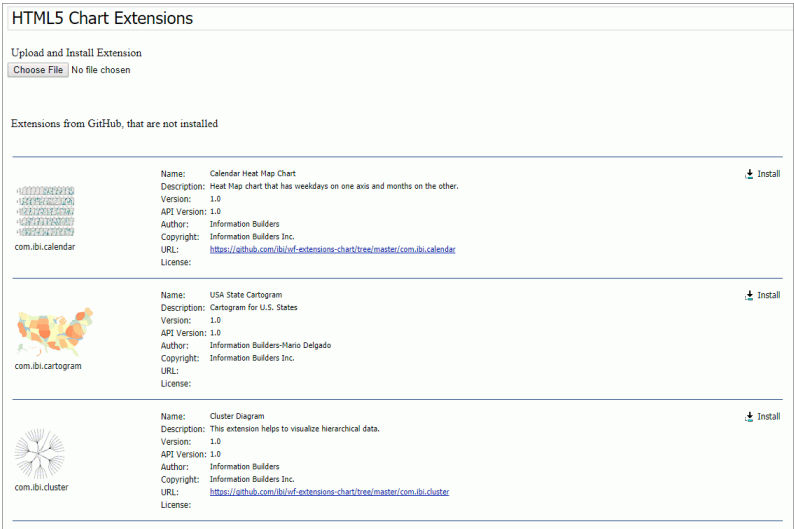 HTML5 Chart Extensions
Upload and Install Extension
Choose File No file chosen
Extensions from GitHub, that are not installed
Name: Calendar Heat Map Chart Install
Description: Heat Map chart that has weekdays on one axis and months on the other.
Version: 1.0
API Version: 1.0
Author: Information Builders
Copyright: Information Builders Inc.
com.ibi.calendar
URL: https://github.com/ibi/wf-extensions-chart/tree/master/com.ibi.calendar
License:
Name: USA State Cartogram Install
Description: Cartogram for U.S. States
Version: 1.0
API Version: 1.0
Author: Information Builders-Mario Delgado
Copyright: Information Builders Inc.
com.ibi.cartogram
URL:
License:
Name: Cluster Diagram Install
Description: This extension helps to visualize hierarchical data.
Version: 1.0
API Version: 1.0
Author: Information Builders
Copyright: Information Builders Inc.
com.ibi.cluster
URL: https://github.com/ibi/wf-extensions-chart/tree/master/com.ibi.cluster
License: